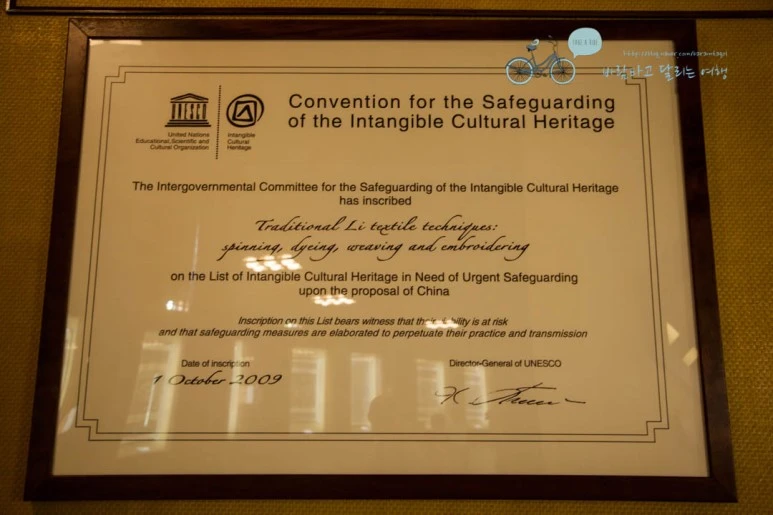 바람타고 달리는 여행
United Nations
Educational, Scientific and
Cultural Organization
Intangible
Cultural
Heritage
Convention for the Safeguarding
of the Intangible Cultural Heritage
The Intergovernmental Committee for the Safeguarding of the Intangible Cultural Heritage
has inscribed
Traditional Li textile techniques:
spinning, dyeing, weaving and embroidering
on the List of Intangible Cultural Heritage in Need of Urgent Safeguarding
upon the proposal of China
Inscription on this List bears witness that their viability is at risk
and that safeguarding measures are elaborated to perpetuate their practice and transmission
Date of inscription
1 October 2009
Director-General of UNESCO